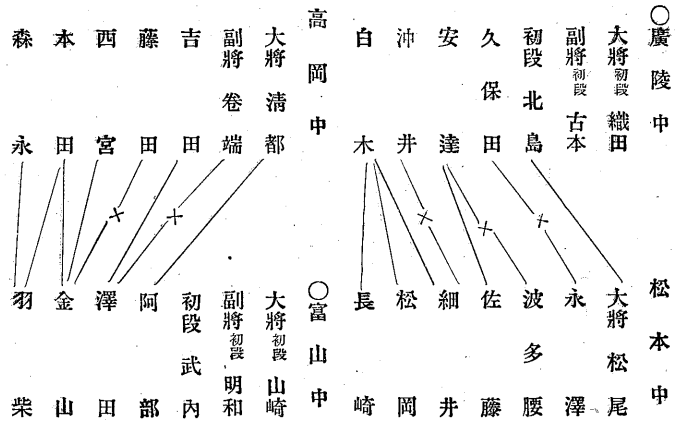 〇廣陵中
大將初段 織田
副將初段 古本
初段 北島
久保田
安達
沖井
白木
松本中
大將 松尾
永澤
波多腰
佐藤
細井
松岡
長崎
高岡中
大將 清都
副將 卷端
吉田
藤田
西宮
本田
森永
〇富山中
大將初段 山崎
副將初段 明和
初段 武內
阿部
澤田
金山
羽柴